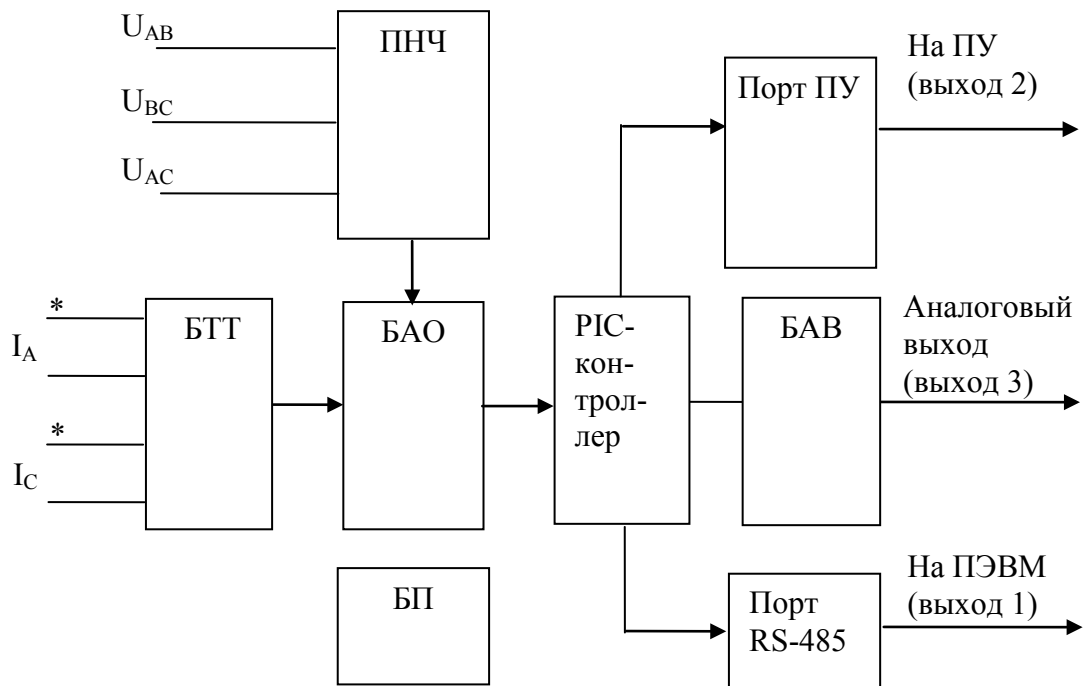 U_AB
U_BC
U_AC
ПНЧ
Порт ПУ
На ПУ
(выход 2)
*
I_A
*
I_C
БТТ
БАО
PIC-
кон-
трол-
лер
БАВ
Аналоговый
выход
(выход 3)
БП
Порт
RS-485
На ПЭВМ
(выход 1)